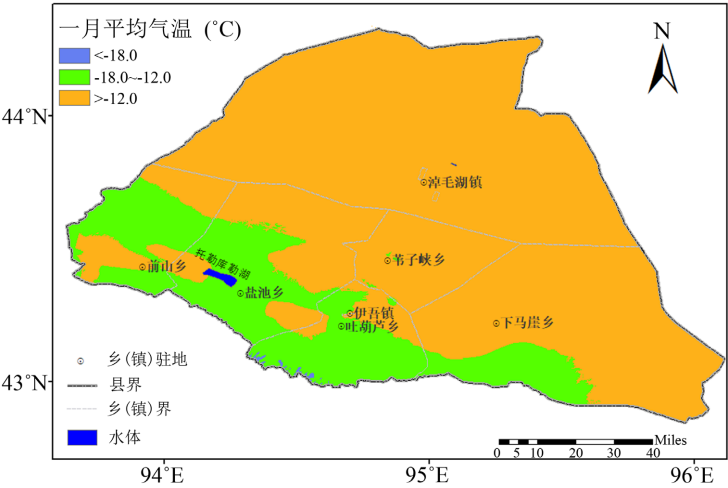 一月平均气温 (°C)
<-18.0
-18.0~-12.0
>-12.0
N
44°N
43°N
淖毛湖镇
托勒库勒湖
前山乡
盐池乡
苇子峡乡
伊吾镇
吐葫芦乡
下马崖乡
乡(镇)驻地
县界
乡(镇)界
水体
Miles
0 5 10 20 30 40
94°E
95°E
96°E